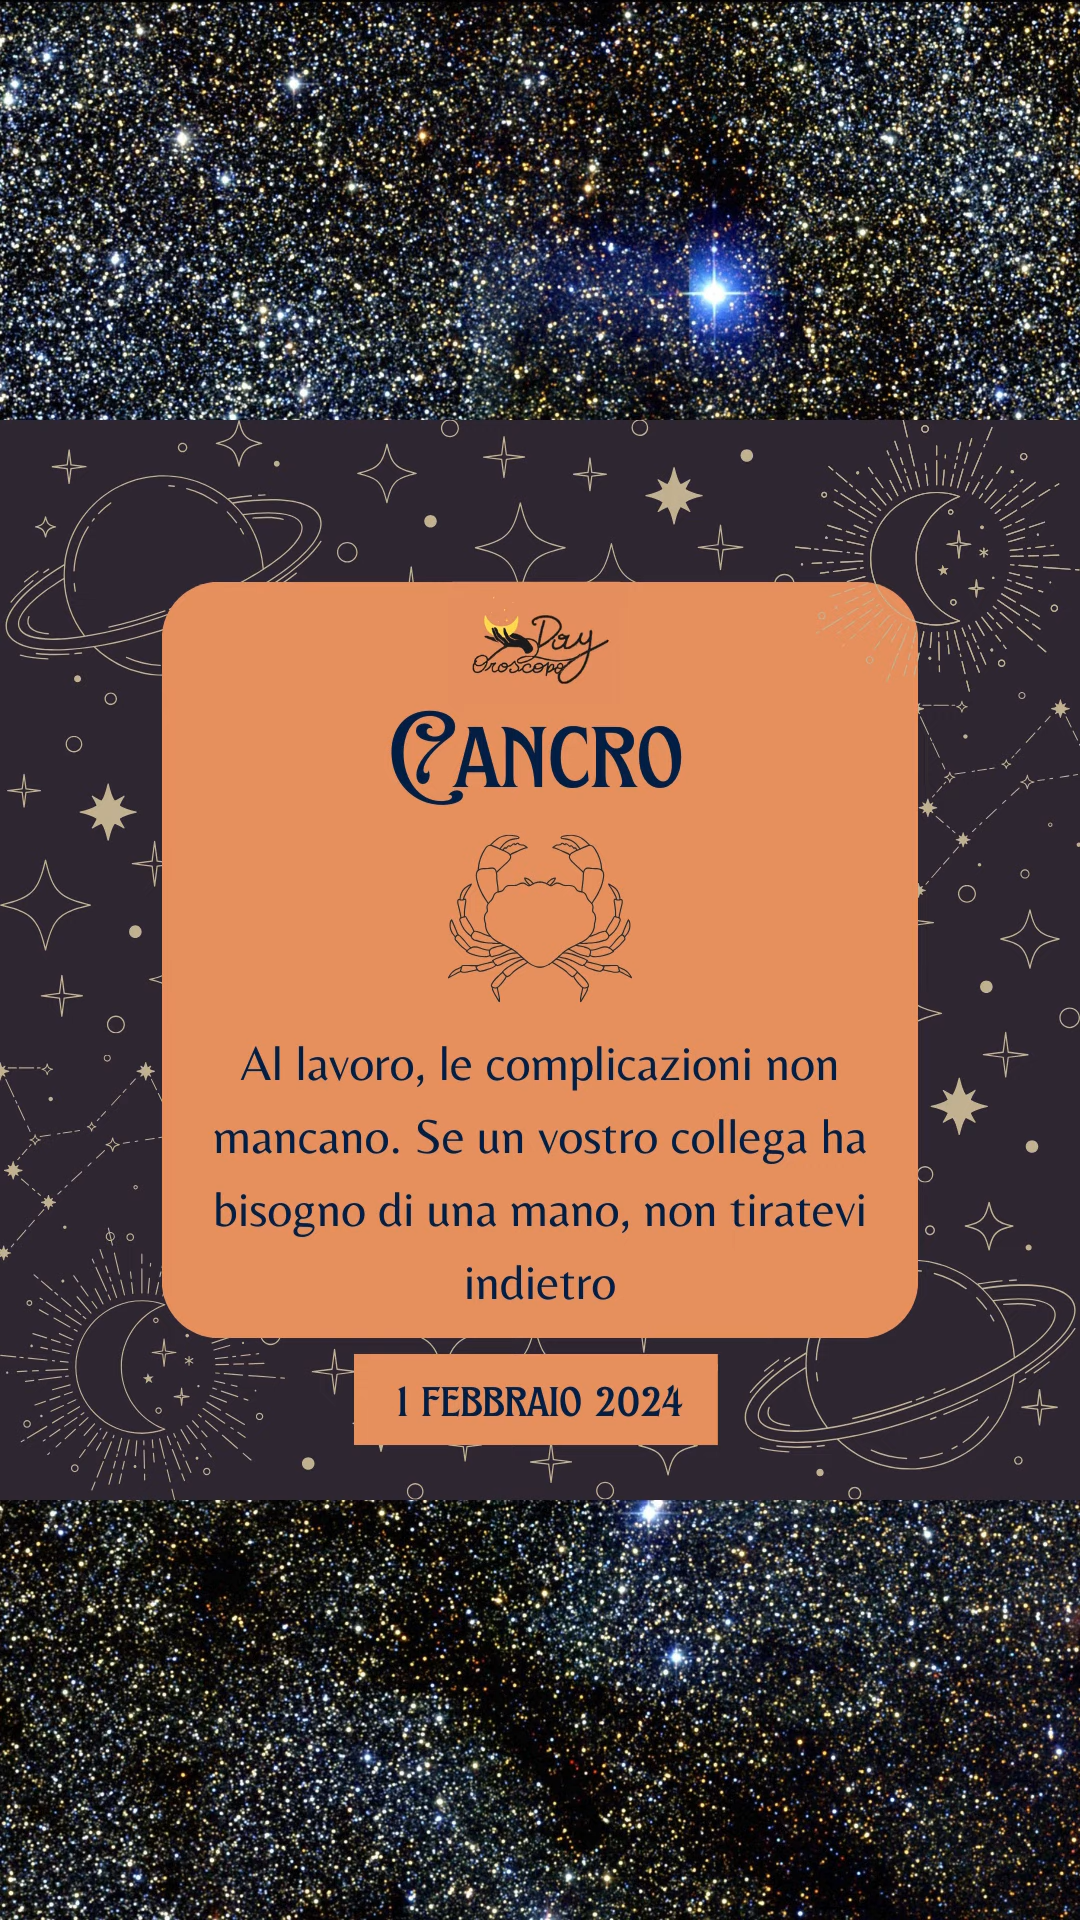 Day
Oroscopo
Cancro
Al lavoro, le complicazioni non
mancano. Se un vostro collega ha
bisogno di una mano, non tiratevi
indietro
1 FEBBRAIO 2024